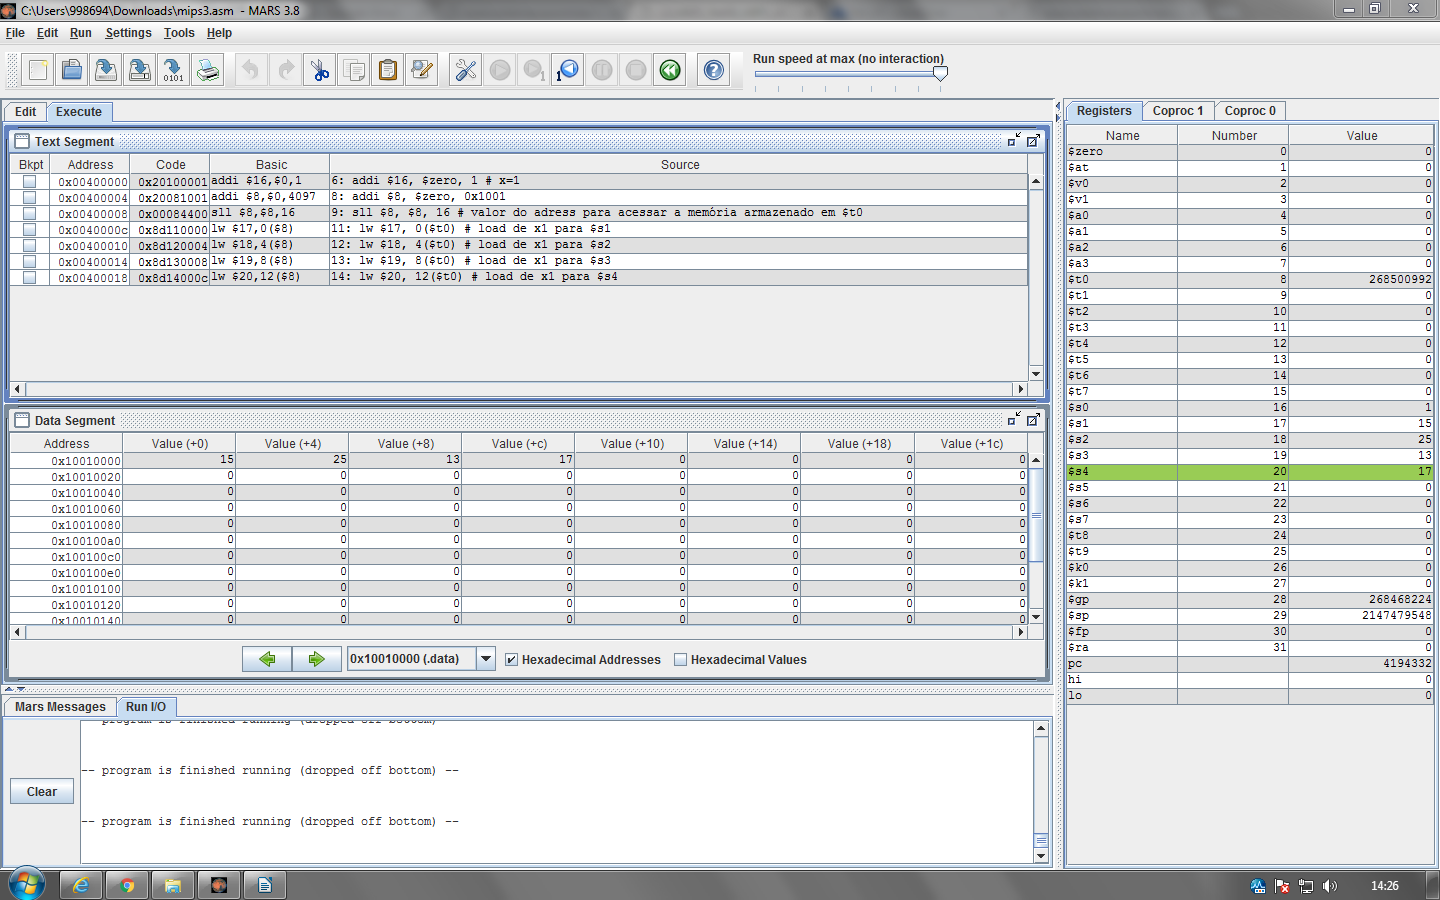 C:\Users\998694\Downloads\mips3.asm - MARS 3.8
File Edit Run Settings Tools Help
Run speed at max (no interaction)
Edit Execute
Text Segment
Bkpt Address Code Basic Source
0x00400000 0x20100001 addi $16,$0,1 6: addi $16, $zero, 1 # x=1
0x00400004 0x20081001 addi $8,$0,4097 8: addi $8, $zero, 0x1001
0x00400008 0x00084400 sll $8,$8,16 9: sll $8, $8, 16 # valor do adress para acessar a memória armazenado em $t0
0x0040000c 0x8d110000 lw $17,0($8) 11: lw $17, 0($t0) # load de x1 para $s1
0x00400010 0x8d120004 lw $18,4($8) 12: lw $18, 4($t0) # load de x1 para $s2
0x00400014 0x8d130008 lw $19,8($8) 13: lw $19, 8($t0) # load de x1 para $s3
0x00400018 0x8d14000c lw $20,12($8) 14: lw $20, 12($t0) # load de x1 para $s4
Data Segment
Address Value (+0) Value (+4) Value (+8) Value (+c) Value (+10) Value (+14) Value (+18) Value (+1c)
0x10010000 15 25 13 17 0 0 0 0
0x10010020 0 0 0 0 0 0 0 0
0x10010040 0 0 0 0 0 0 0 0
0x10010060 0 0 0 0 0 0 0 0
0x10010080 0 0 0 0 0 0 0 0
0x100100a0 0 0 0 0 0 0 0 0
0x100100c0 0 0 0 0 0 0 0 0
0x100100e0 0 0 0 0 0 0 0 0
0x10010100 0 0 0 0 0 0 0 0
0x10010120 0 0 0 0 0 0 0 0
0x10010140 0 0 0 0 0 0 0 0
0x10010000 (.data) Hexadecimal Addresses Hexadecimal Values
Mars Messages Run I/O
program is finished running (dropped off bottom)
-- program is finished running (dropped off bottom) --
-- program is finished running (dropped off bottom) --
Clear
Registers Coproc 1 Coproc 0
Name Number Value
$zero 0 0
$at 1 0
$v0 2 0
$v1 3 0
$a0 4 0
$a1 5 0
$a2 6 0
$a3 7 0
$t0 8 268500992
$t1 9 0
$t2 10 0
$t3 11 0
$t4 12 0
$t5 13 0
$t6 14 0
$t7 15 0
$s0 16 1
$s1 17 15
$s2 18 25
$s3 19 13
$s4 20 17
$s5 21 0
$s6 22 0
$s7 23 0
$t8 24 0
$t9 25 0
$k0 26 0
$k1 27 0
$gp 28 268468224
$sp 29 2147479548
$fp 30 0
$ra 31 0
pc 4194332
hi 0
lo 0
14:26